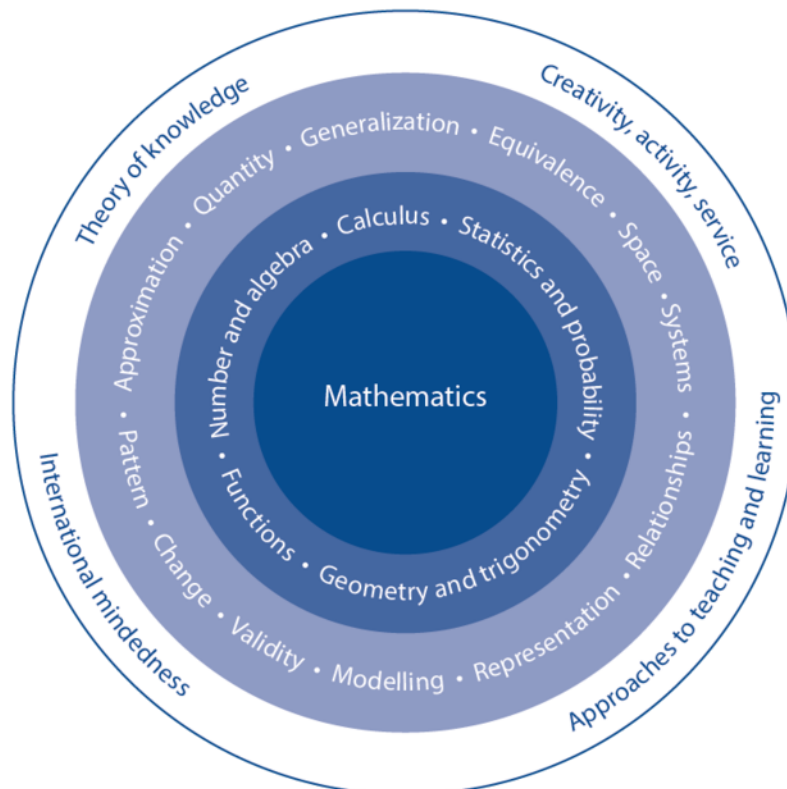 Theory of knowledge
Creativity, activity, service
Approaches to teaching and learning
International mindedness
Approximation • Quantity • Generalization • Equivalence • Space • Systems •
Pattern • Change • Validity • Modelling • Representation • Relationships •
Number and algebra • Calculus • Statistics and probability •
Functions • Geometry and trigonometry •
Mathematics